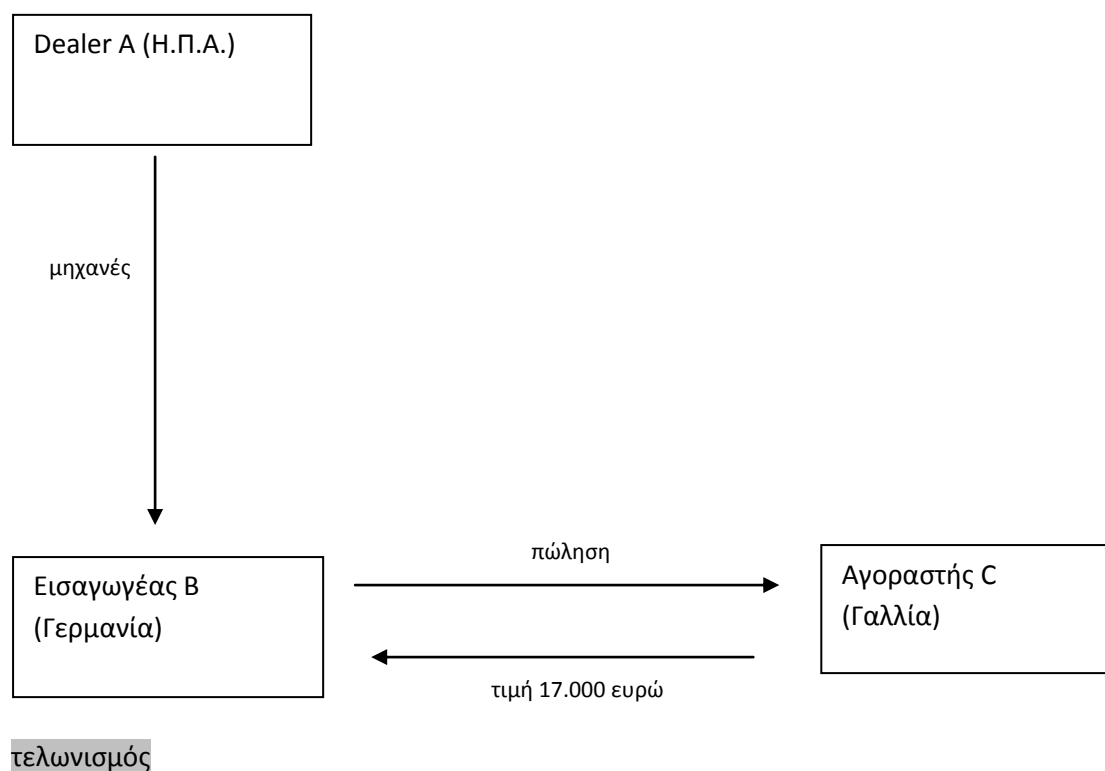 Dealer A (Η.Π.Α.)
μηχανές
πώληση
Εισαγωγέας Β
(Γερμανία)
Αγοραστής C
(Γαλλία)
τιμή 17.000 ευρώ
τελωνισμός